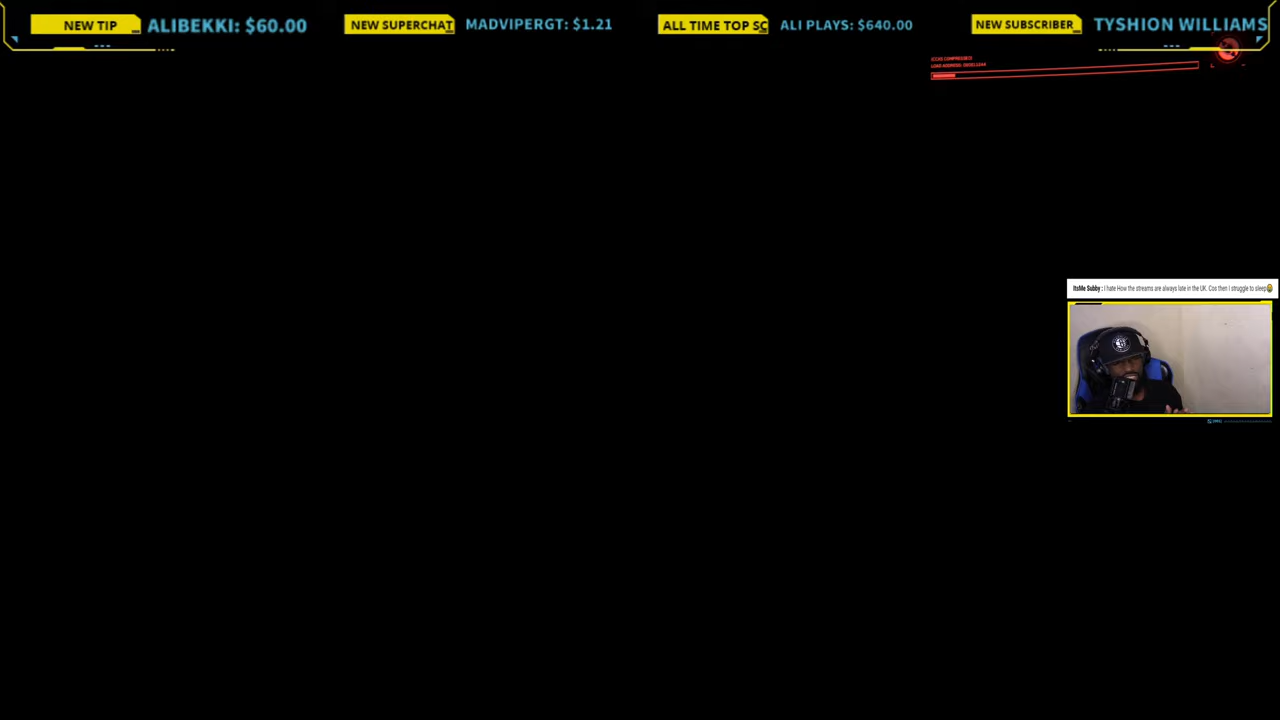 NEW TIP ALIBEKKI: $60.00 NEW SUPERCHAT MADVIPERGT: $1.21 ALL TIME TOP SC ALI PLAYS: $640.00 NEW SUBSCRIBER TYSHION WILLIAMS
ItsMe Subby : I hate How the streams are always late in the UK. Cos then I struggle to sleep😭